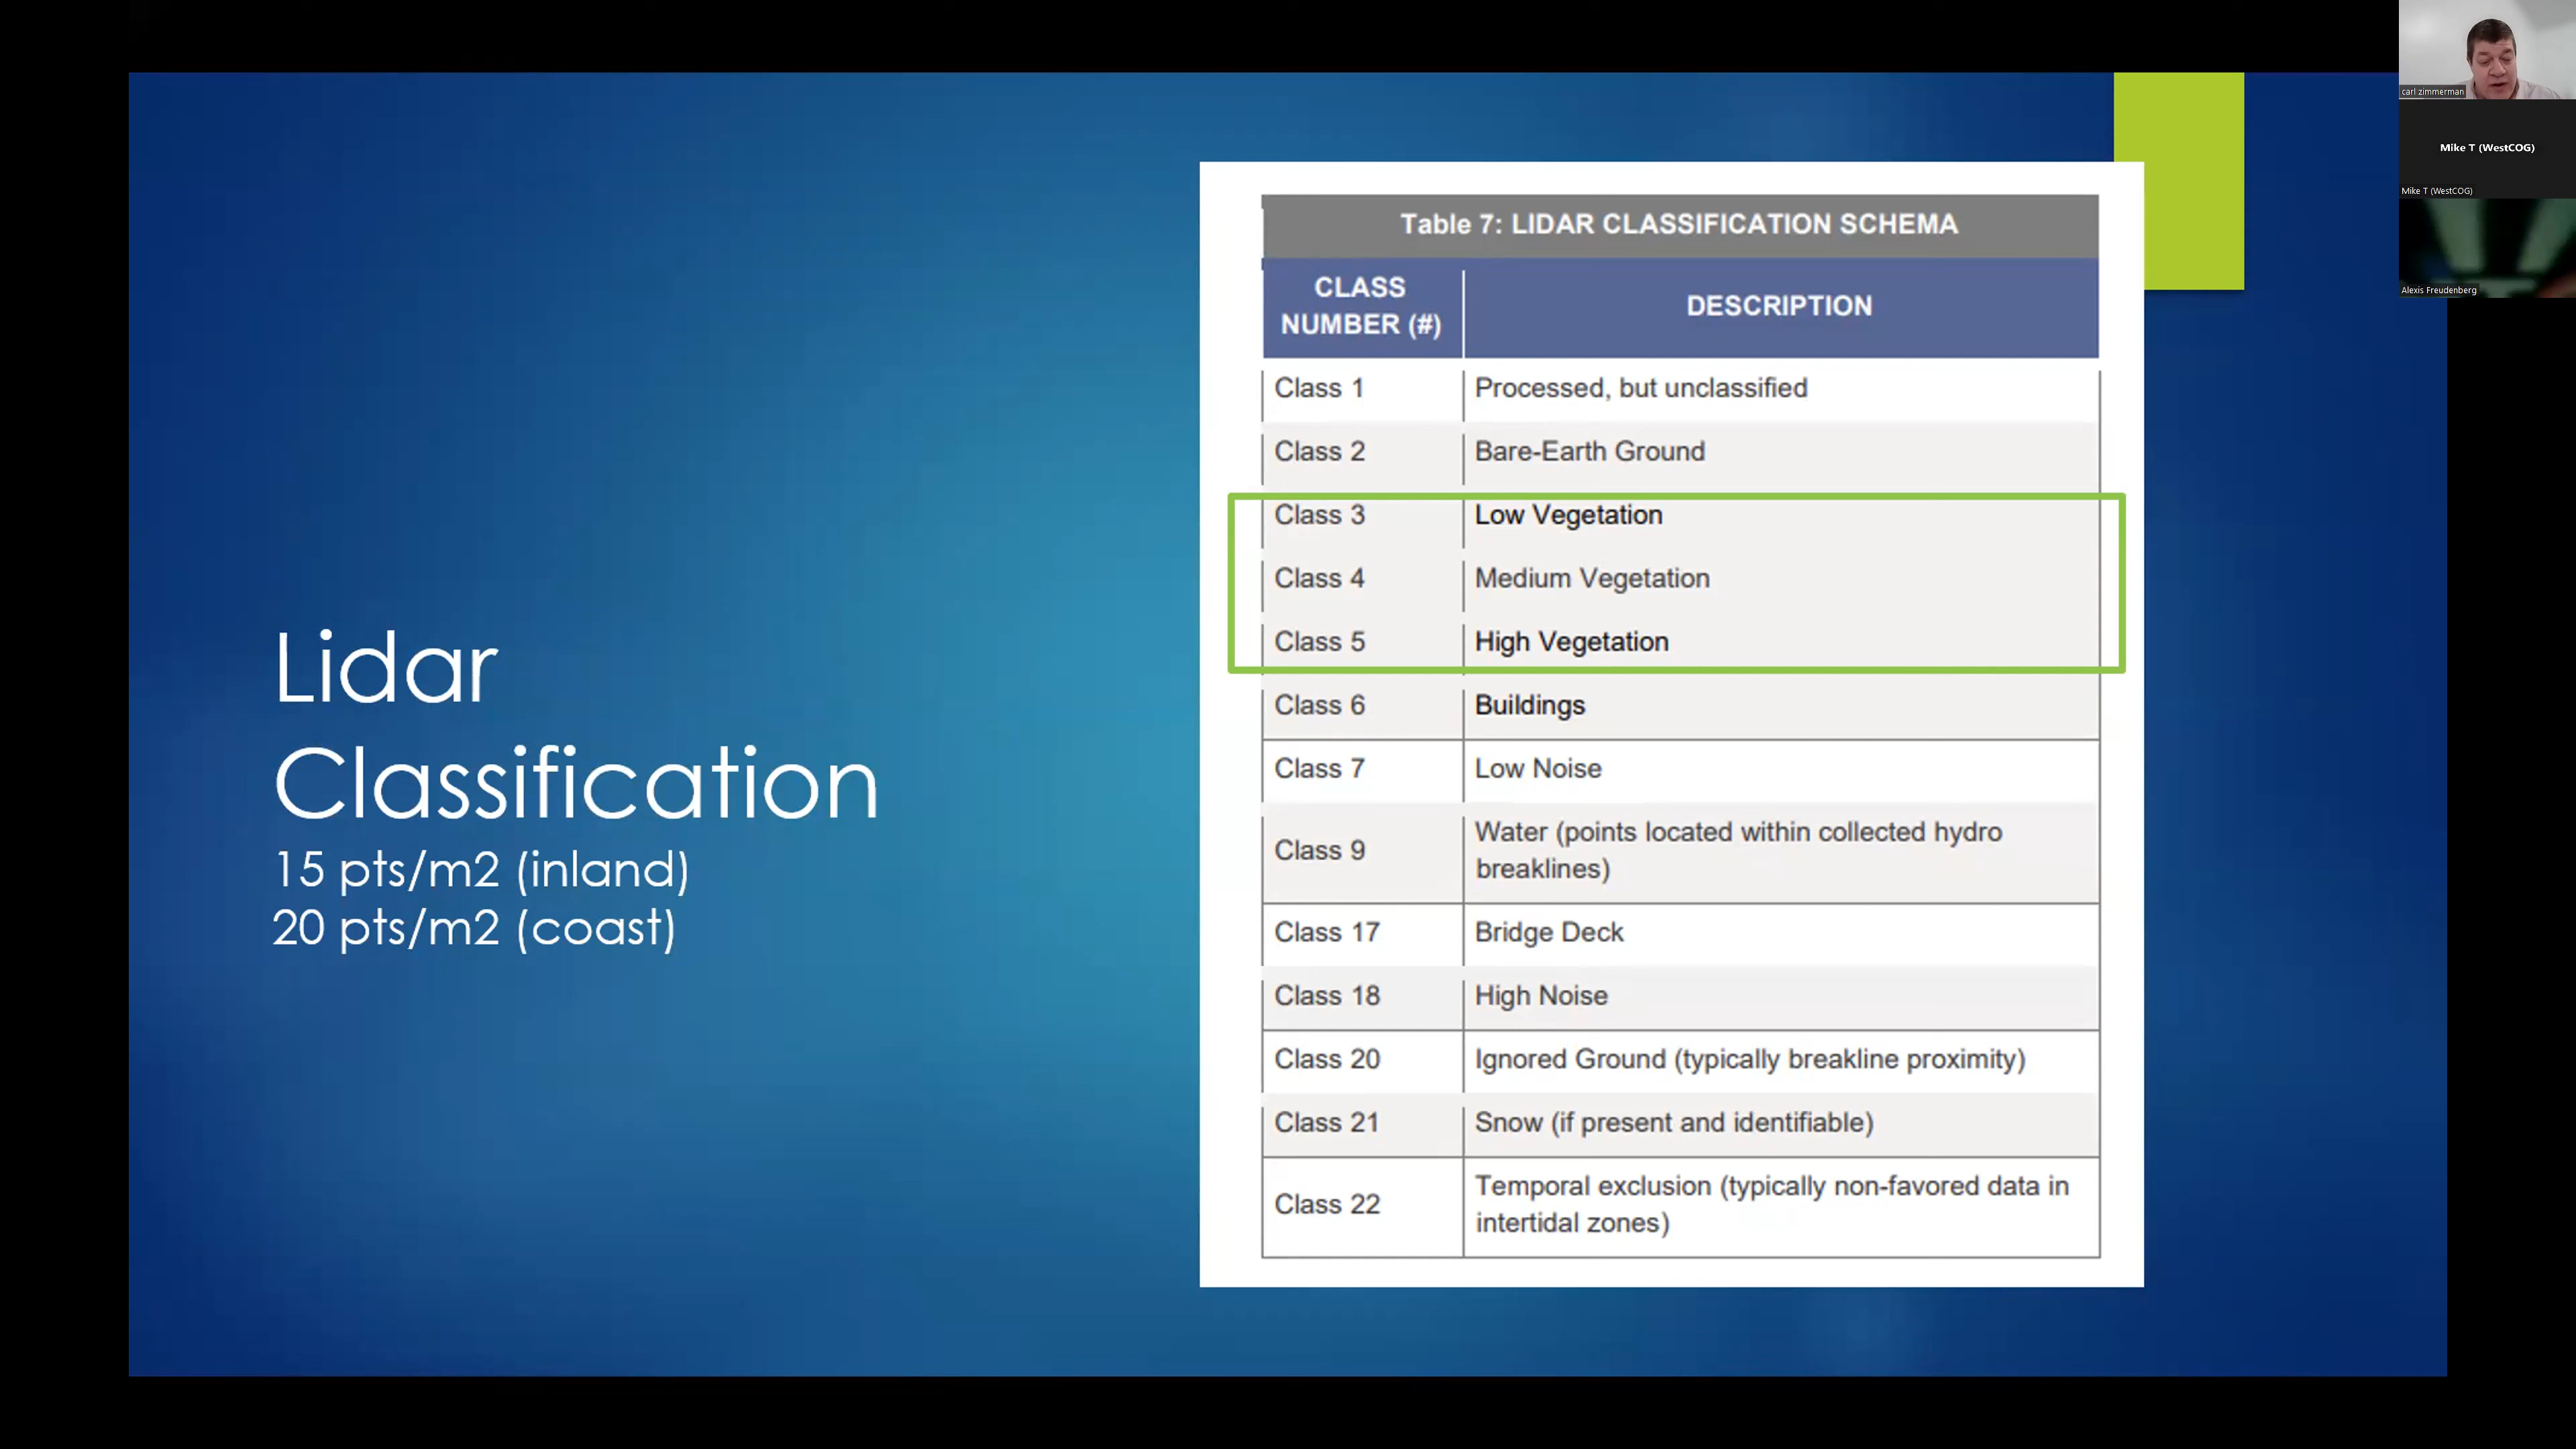 Lidar
Classification
15 pts/m2 (inland)
20 pts/m2 (coast)
Table 7: LIDAR CLASSIFICATION SCHEMA
CLASS
NUMBER (#)
DESCRIPTION
Class 1 Processed, but unclassified
Class 2 Bare-Earth Ground
Class 3 Low Vegetation
Class 4 Medium Vegetation
Class 5 High Vegetation
Class 6 Buildings
Class 7 Low Noise
Class 9 Water (points located within collected hydro
breaklines)
Class 17 Bridge Deck
Class 18 High Noise
Class 20 Ignored Ground (typically breakline proximity)
Class 21 Snow (if present and identifiable)
Class 22 Temporal exclusion (typically non-favored data in
intertidal zones)
carl zimmerman
Mike T (WestCOG)
Mike T (WestCOG)
Alexis Freudenberg